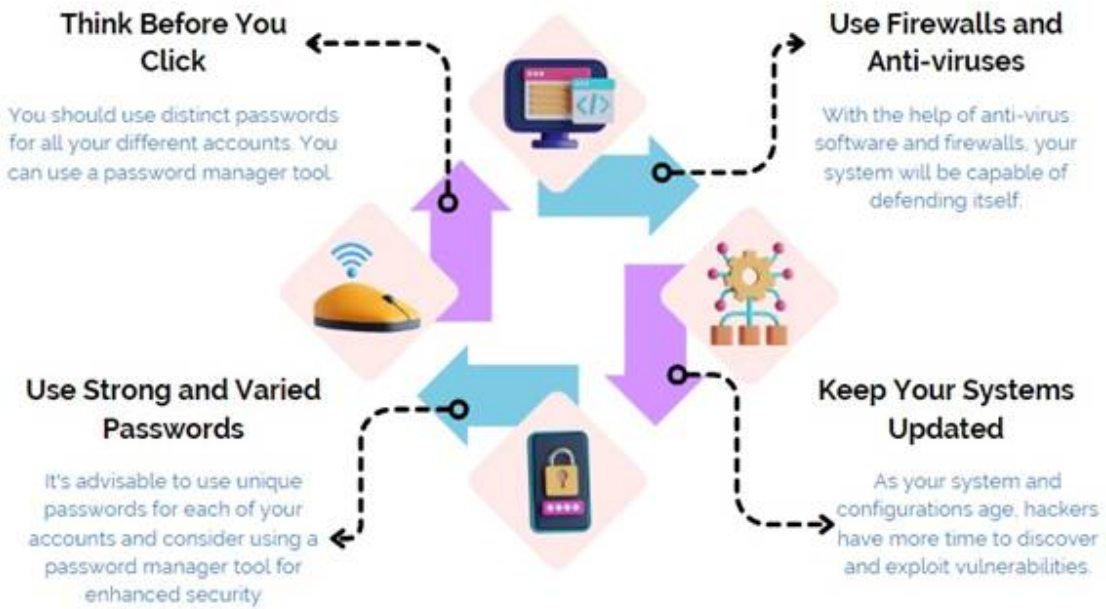 Think Before You
Click
You should use distinct passwords
for all your different accounts. You
can use a password manager tool.
Use Firewalls and
Anti-viruses
With the help of anti-virus
software and firewalls, your
system will be capable of
defending itself.
</>
Use Strong and Varied
Passwords
It's advisable to use unique
passwords for each of your
accounts and consider using a
password manager tool for
enhanced security
Keep Your Systems
Updated
As your system and
configurations age, hackers
have more time to discover
and exploit vulnerabilities.